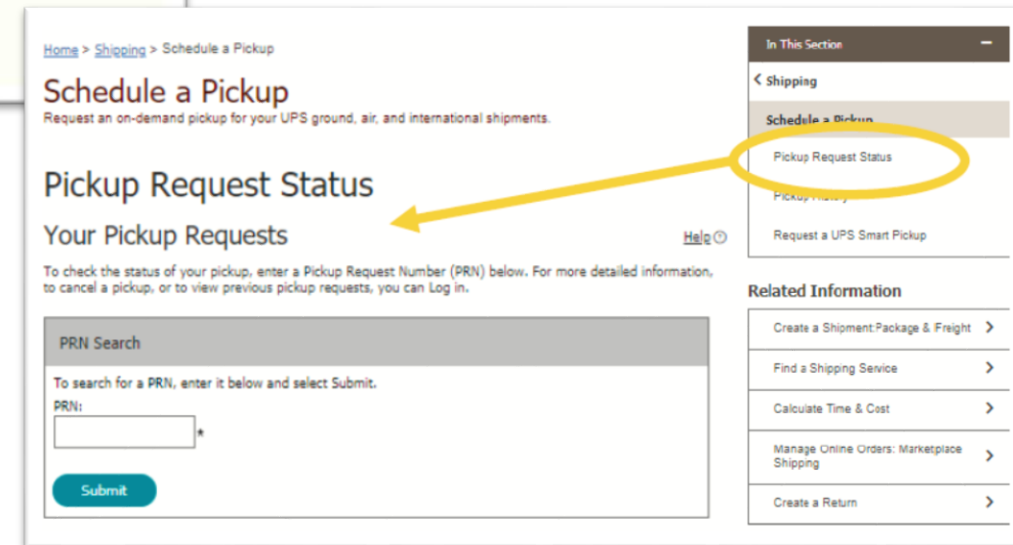 Home > Shipping > Schedule a Pickup
Schedule a Pickup
Request an on-demand pickup for your UPS ground, air, and international shipments.
Pickup Request Status
Your Pickup Requests
Help
To check the status of your pickup, enter a Pickup Request Number (PRN) below. For more detailed information,
to cancel a pickup, or to view previous pickup requests, you can Log in.
PRN Search
To search for a PRN, enter it below and select Submit.
PRN:
*
Submit
In This Section
Shipping
Schedule a Pickup
Pickup Request Status
Pickup History
Request a UPS Smart Pickup
Related Information
Create a Shipment:Package & Freight
Find a Shipping Service
Calculate Time & Cost
Manage Online Orders: Marketplace
Shipping
Create a Return